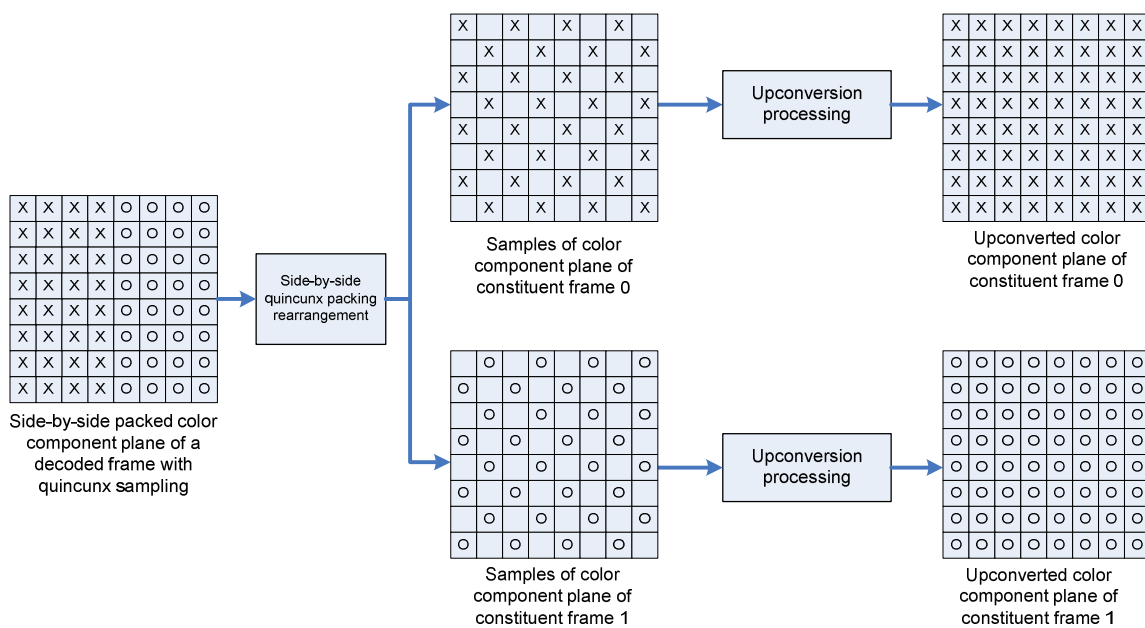 X X X X O O O O
X X X X O O O O
X X X X O O O O
X X X X O O O O
X X X X O O O O
X X X X O O O O
X X X X O O O O
X X X X O O O O
Side-by-side packed color
component plane of a
decoded frame with
quincunx sampling
Side-by-side
quincunx packing
rearrangement
X X X X
X X X X
X X X X
X X X X
X X X X
X X X X
X X X X
X X X X
Samples of color
component plane of
constituent frame 0
Upconversion
processing
X X X X X X X X
X X X X X X X X
X X X X X X X X
X X X X X X X X
X X X X X X X X
X X X X X X X X
X X X X X X X X
X X X X X X X X
Upconverted color
component plane of
constituent frame 0
O O O O
O O O O
O O O O
O O O O
O O O O
O O O O
O O O O
O O O O
Samples of color
component plane of
constituent frame 1
Upconversion
processing
O O O O O O O O
O O O O O O O O
O O O O O O O O
O O O O O O O O
O O O O O O O O
O O O O O O O O
O O O O O O O O
O O O O O O O O
Upconverted color
component plane of
constituent frame 1